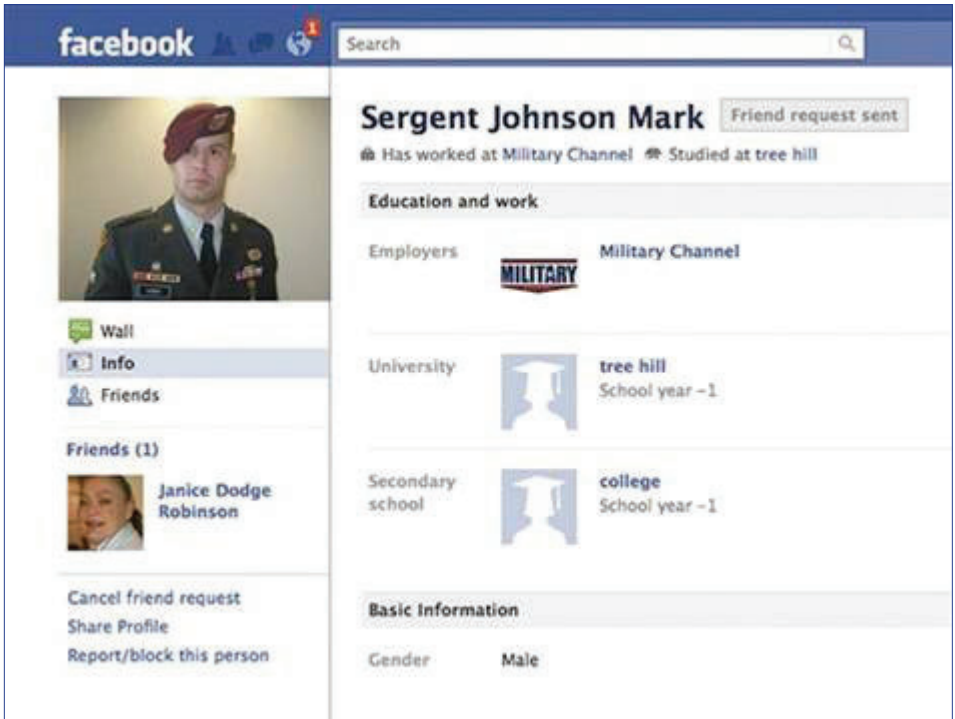 facebook
1
Search
Sergent Johnson Mark
Friend request sent
Has worked at Military Channel Studied at tree hill
Education and work
Employers
MILITARY
Military Channel
University
tree hill
School year -1
Secondary
school
college
School year -1
Basic Information
Gender
Male
Wall
Info
Friends
Friends (1)
Janice Dodge
Robinson
Cancel friend request
Share Profile
Report/block this person